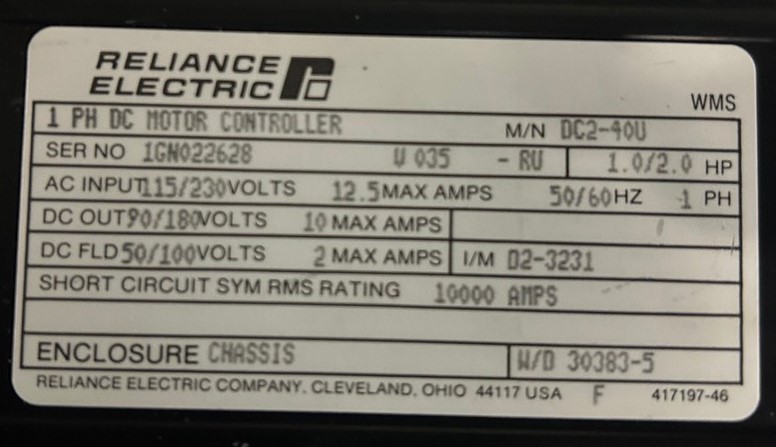 RELIANCE
ELECTRIC
WMS
1 PH DC MOTOR CONTROLLER M/N DC2-40U
SER NO 1GN022628 V 035 - RU 1.0/2.0 HP
AC INPUT 115/230 VOLTS 12.5 MAX AMPS 50/60 HZ 1 PH
DC OUT 90/180 VOLTS 10 MAX AMPS
DC FLD 50/100 VOLTS 2 MAX AMPS I/M D2-3231
SHORT CIRCUIT SYM RMS RATING 10000 AMPS
ENCLOSURE CHASSIS W/D 30383-5
RELIANCE ELECTRIC COMPANY. CLEVELAND, OHIO 44117 USA F 417197-46